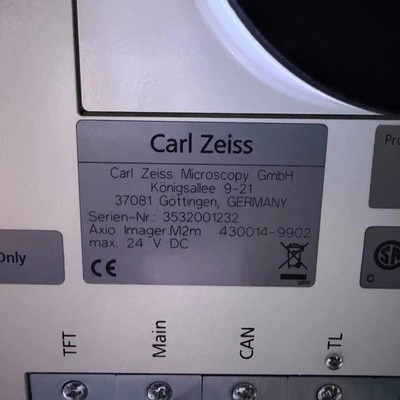 Carl Zeiss
Carl Zeiss Microscopy GmbH
Königsallee 9-21
37081 Göttingen, GERMANY
Serien-Nr.: 3532001232
Axio Imager.M2m 430014-9902
max. 24 V DC
CE
Only
TFT
Main
CAN
TL
C